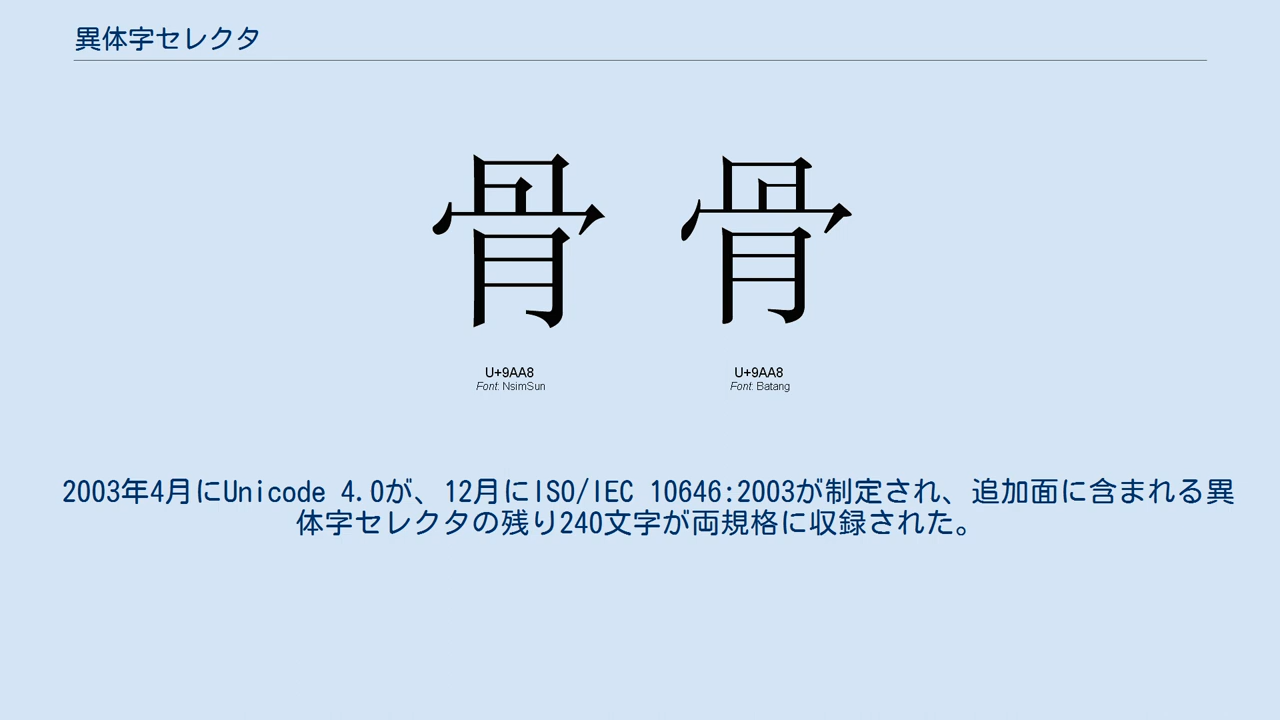 異体字セレクタ
骨 骨
U+9AA8 U+9AA8
Font: NsimSun Font: Batang
2003年4月にUnicode 4.0が、12月にISO/IEC 10646:2003が制定され、追加面に含まれる異
体字セレクタの残り240文字が両規格に収録された。